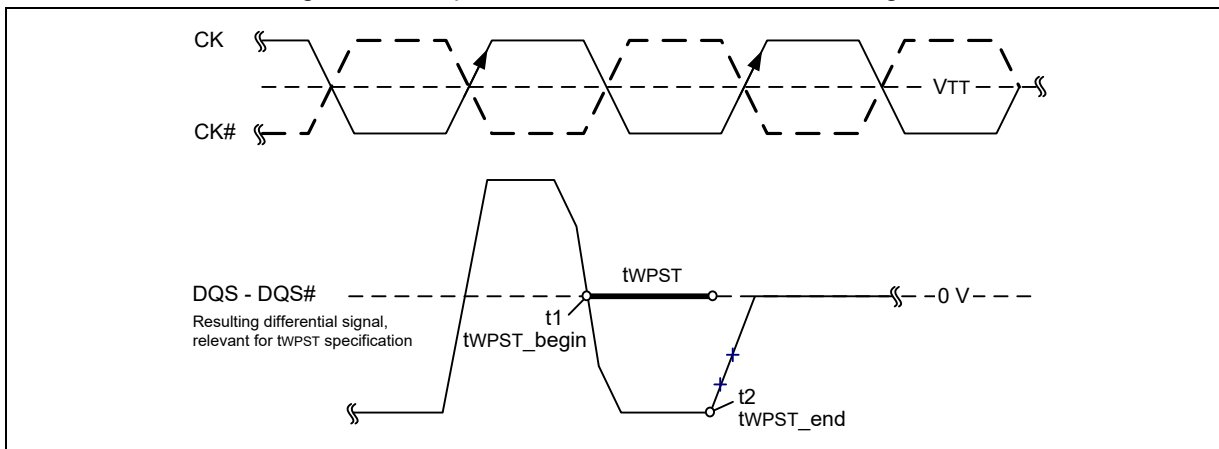 CK
VTT
CK#
tWPST
DQS - DQS#
0 V
Resulting differential signal,
relevant for tWPST specification
t1
tWPST_begin
t2
tWPST_end